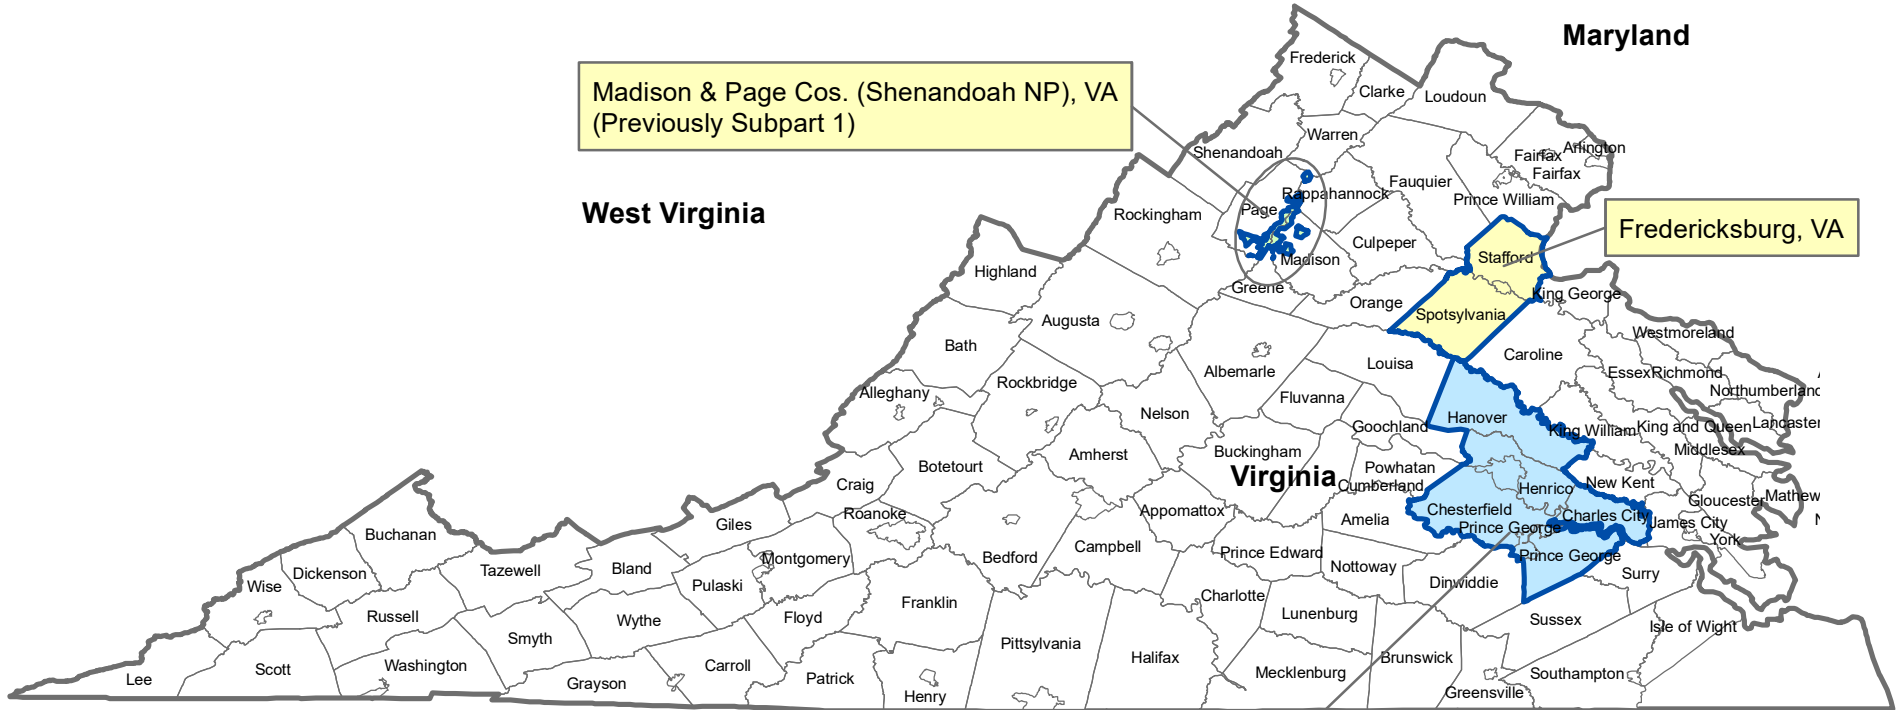 Maryland
Frederick
Madison & Page Cos. (Shenandoah NP), VA
(Previously Subpart 1)
Clarke
Loudoun
Warren
Shenandoah
Arlington
Fairfax
Fairfax
Fauquier
Rappahannock
Prince William
Page
West Virginia
Rockingham
Fredericksburg, VA
Culpeper
Stafford
Madison
Highland
Greene
King George
Orange
Spotsylvania
Augusta
Westmoreland
Bath
Caroline
Louisa
Albemarle
Essex
Richmond
Rockbridge
Alleghany
Northumberland
Fluvanna
Nelson
Hanover
Lancaster
Goochland
King William
King and Queen
Buckingham
Middlesex
Amherst
Botetourt
Powhatan
Virginia
Craig
Cumberland
Henrico
New Kent
Mathew
Gloucester
Roanoke
Appomattox
Chesterfield
Charles City
Amelia
Giles
James City
Prince George
Buchanan
York
Campbell
Prince Edward
Prince George
Montgomery
Bedford
Nottoway
Tazewell
Bland
Dickenson
Surry
Wise
Pulaski
Dinwiddie
Charlotte
Franklin
Lunenburg
Russell
Floyd
Wythe
Sussex
Isle of Wight
Smyth
Pittsylvania
Halifax
Brunswick
Washington
Carroll
Scott
Mecklenburg
Southampton
Lee
Patrick
Grayson
Henry
Greensville